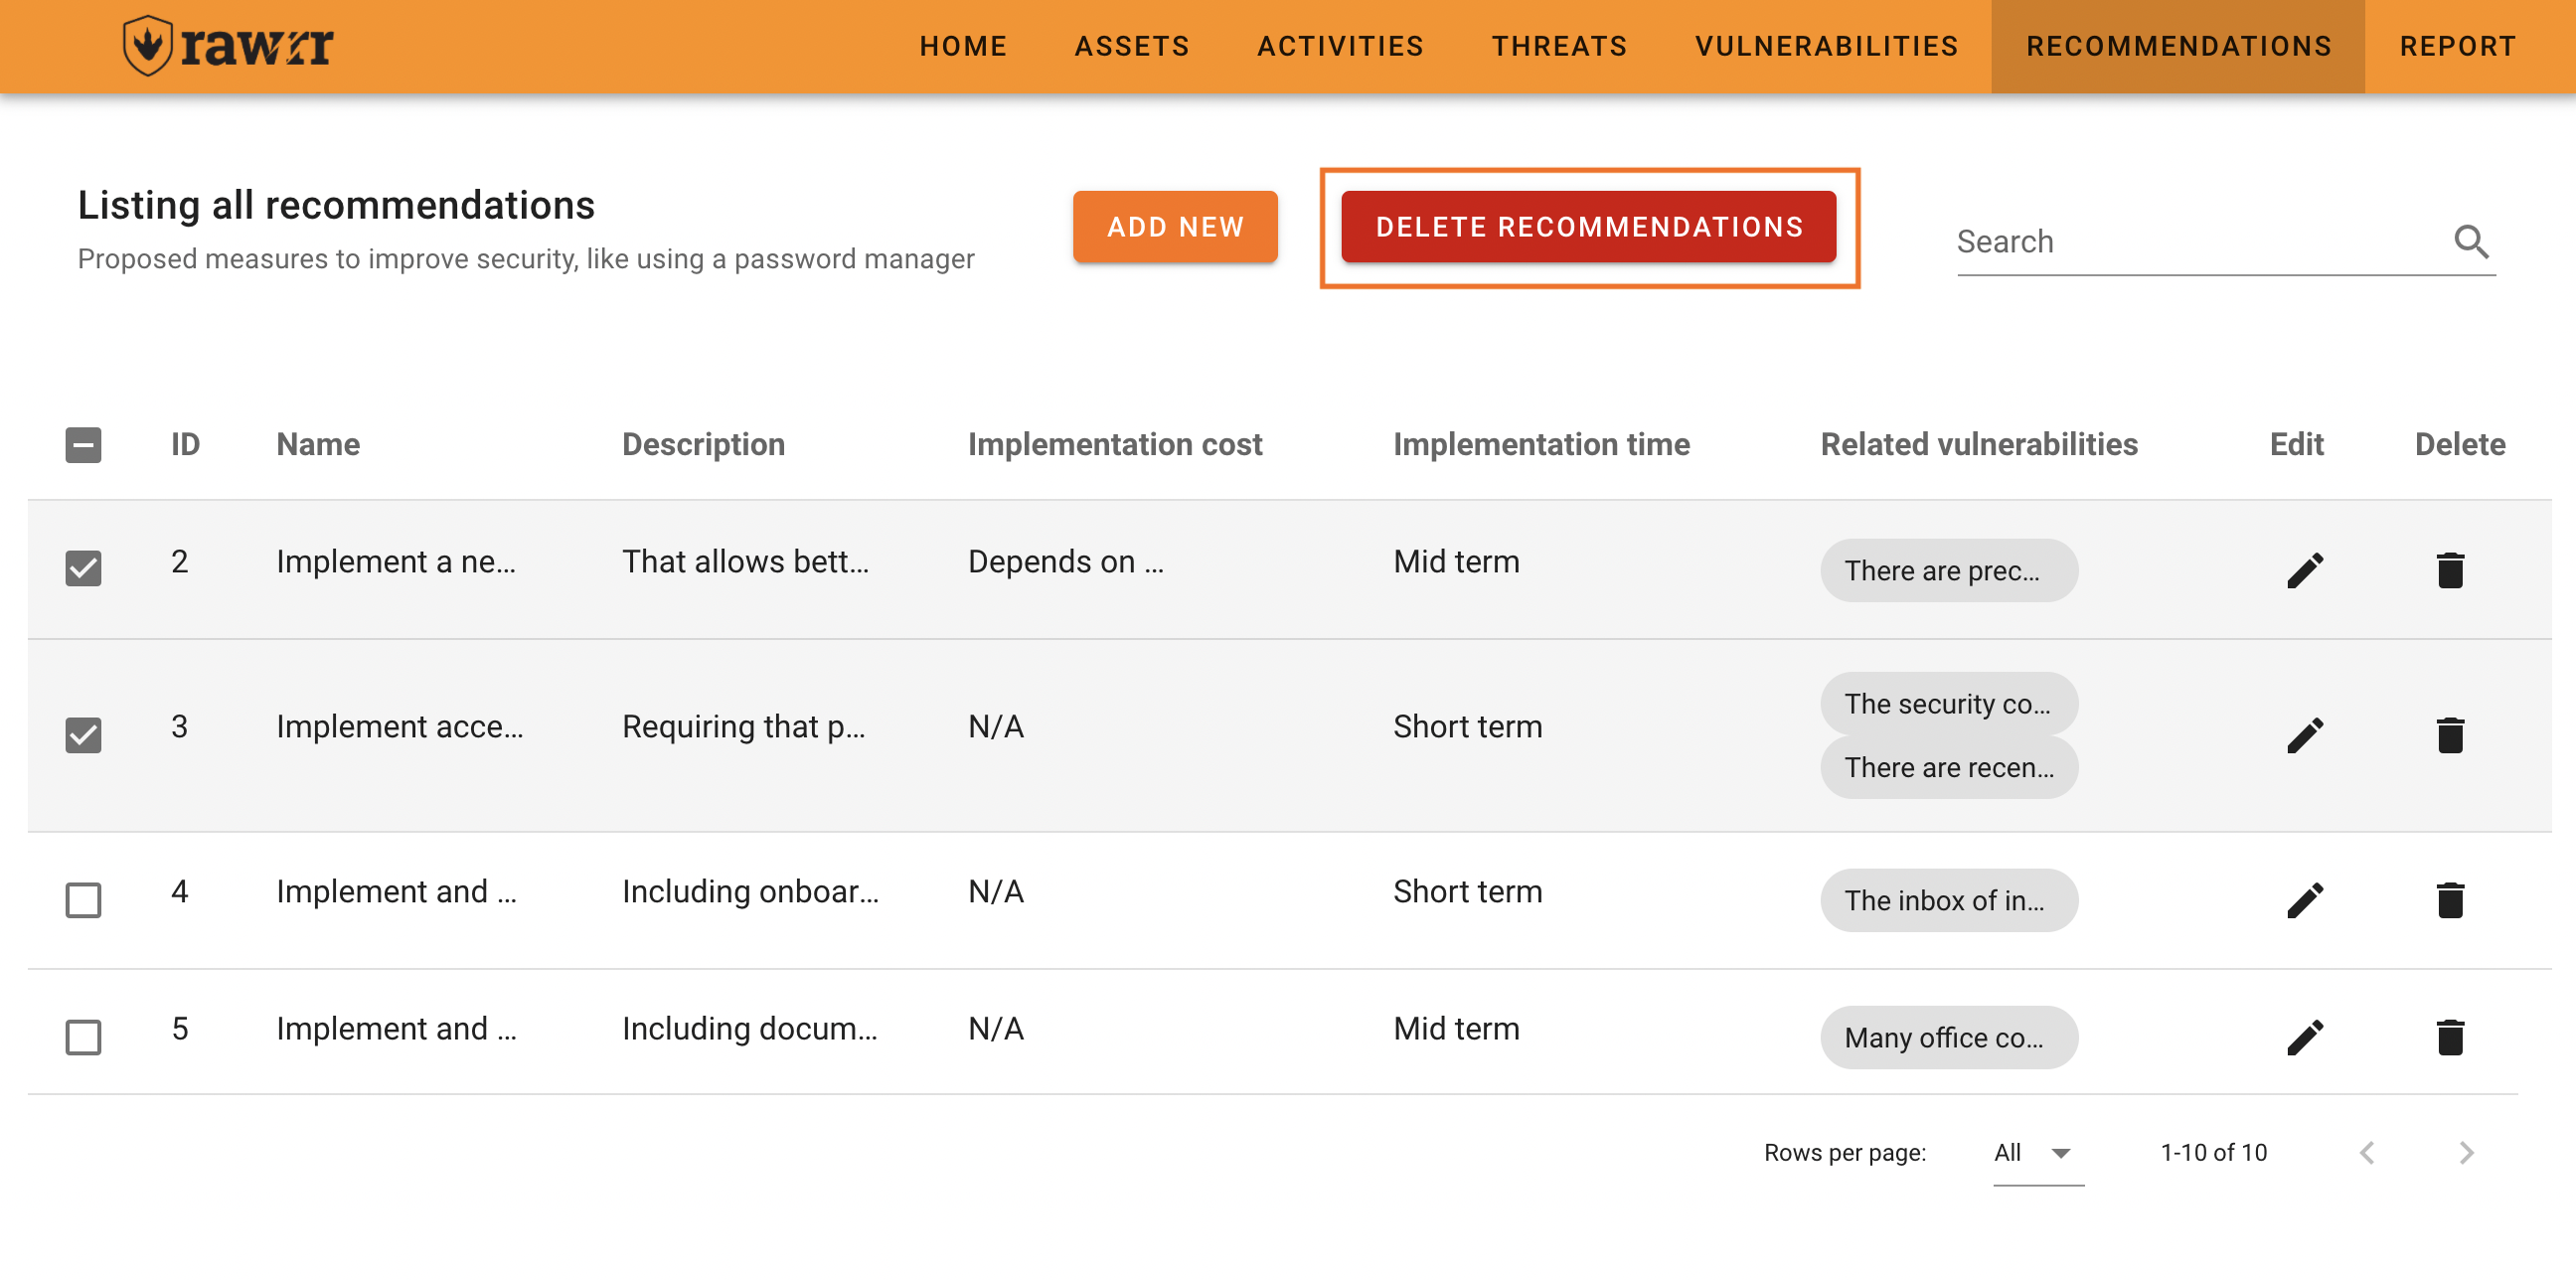 rawrr HOME ASSETS ACTIVITIES THREATS VULNERABILITIES RECOMMENDATIONS REPORT
Listing all recommendations
Proposed measures to improve security, like using a password manager
ADD NEW
DELETE RECOMMENDATIONS
Search
ID Name Description Implementation cost Implementation time Related vulnerabilities Edit Delete
2 Implement a ne... That allows bett... Depends on ... Mid term There are prec...
3 Implement acce... Requiring that p... N/A Short term The security co...
There are recen...
4 Implement and ... Including onboar... N/A Short term The inbox of in...
5 Implement and ... Including docum... N/A Mid term Many office co...
Rows per page: All 1-10 of 10